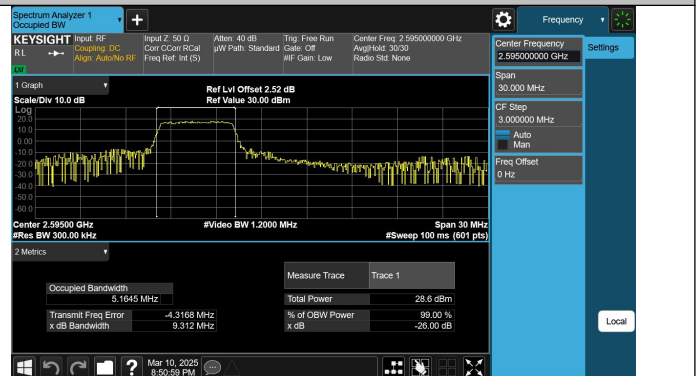 Spectrum Analyzer 1
Occupied BW
Frequency
KEYSIGHT
Input: RF
Input Z: 50 Ω
Atten: 40 dB
Trig: Free Run
Center Freq: 2.595000000 GHz
RL
Coupling: DC
Corr CCorr RCal
µW Path: Standard
Gate: Off
Avg|Hold: 30/30
Align: Auto/No RF
Freq Ref: Int (S)
#IF Gain: Low
Radio Std: None
Center Frequency
2.595000000 GHz
Settings
Span
30.000 MHz
CF Step
3.000000 MHz
Auto
Man
Freq Offset
0 Hz
Local
1 Graph
Ref Lvl Offset 2.52 dB
Scale/Div 10.0 dB
Ref Value 30.00 dBm
Log
20.0
10.0
0.00
-10.0
-20.0
-30.0
-40.0
-50.0
-60.0
Center 2.59500 GHz
#Video BW 1.2000 MHz
Span 30 MHz
#Res BW 300.00 kHz
#Sweep 100 ms (601 pts)
2 Metrics
Measure Trace
Trace 1
Occupied Bandwidth
5.1645 MHz
Total Power
28.6 dBm
Transmit Freq Error
-4.3168 MHz
% of OBW Power
99.00 %
x dB Bandwidth
9.312 MHz
x dB
-26.00 dB
Mar 10, 2025
8:50:59 PM